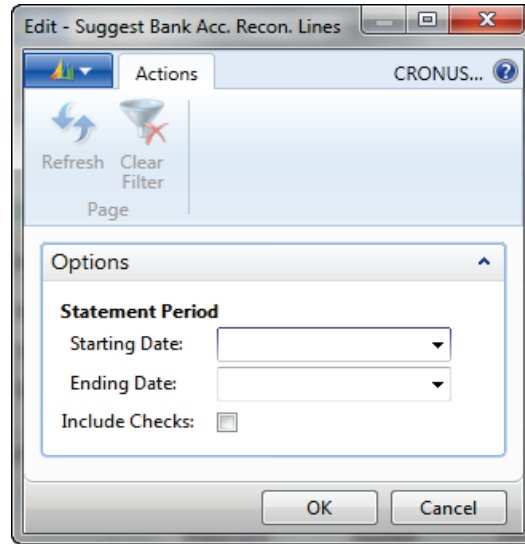 Edit - Suggest Bank Acc. Recon. Lines
Actions
CRONUS...
Refresh
Clear
Filter
Page
Options
Statement Period
Starting Date:
Ending Date:
Include Checks:
OK
Cancel